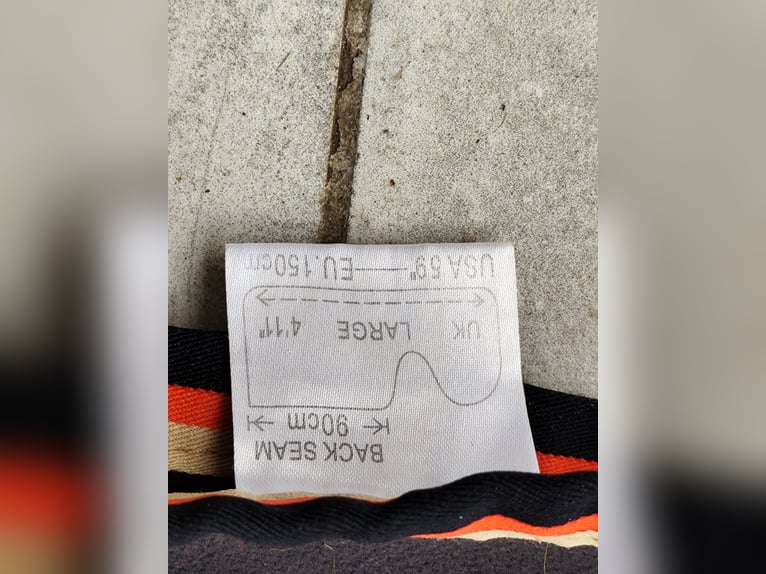 BACK SEAM
90cm
UK LARGE 4'11"
USA 59"——EU.150cm